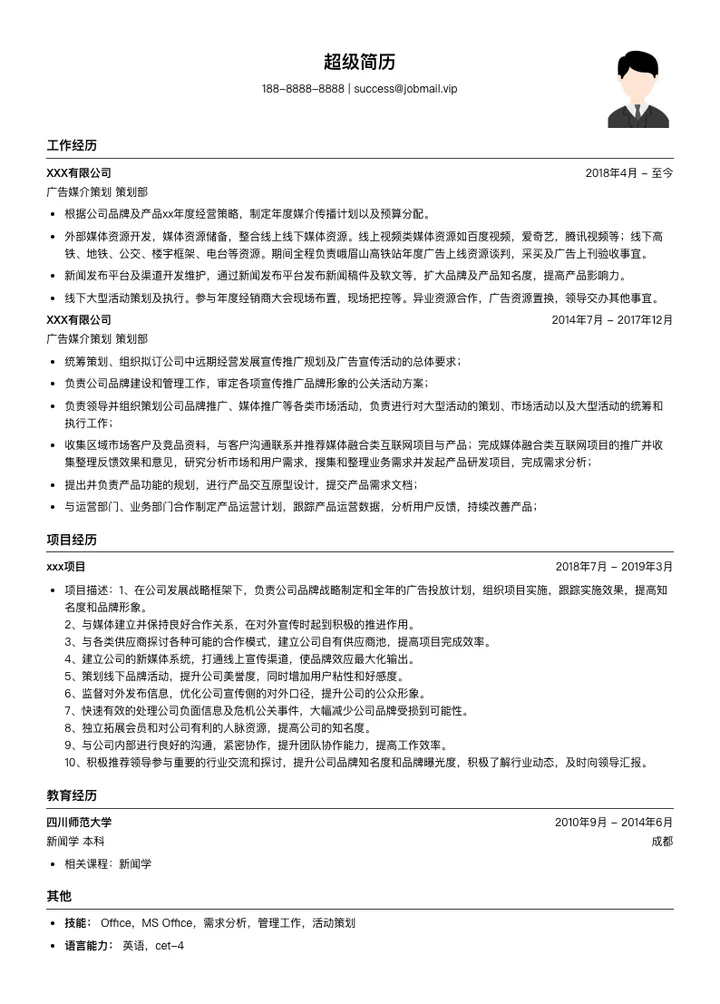 超级简历
188-8888-8888 | success@jobmail.vip
工作经历
XXX有限公司 2018年4月 – 至今
广告媒介策划 策划部
• 根据公司品牌及产品xx年度经营策略，制定年度媒介传播计划以及预算分配。
• 外部媒体资源开发，媒体资源储备，整合线上线下媒体资源。线上视频类媒体资源如百度视频，爱奇艺，腾讯视频等；线下高
铁、地铁、公交、楼宇框架、电台等资源。期间全程负责峨眉山高铁站年度广告上线资源谈判，采买及广告上刊验收事宜。
• 新闻发布平台及渠道开发维护，通过新闻发布平台发布新闻稿件及软文等，扩大品牌及产品知名度，提高产品影响力。
• 线下大型活动策划及执行。参与年度经销商大会现场布置，现场把控等。异业资源合作，广告资源置换，领导交办其他事宜。
XXX有限公司 2014年7月 – 2017年12月
广告媒介策划 策划部
• 统筹策划、组织拟订公司中远期经营发展宣传推广规划及广告宣传活动的总体要求；
• 负责公司品牌建设和管理工作，审定各项宣传推广品牌形象的公关活动方案；
• 负责领导并组织策划公司品牌推广、媒体推广等各类市场活动，负责进行对大型活动的策划、市场活动以及大型活动的统筹和
执行工作；
• 收集区域市场客户及竞品资料，与客户沟通联系并推荐媒体融合类互联网项目与产品；完成媒体融合类互联网项目的推广并收
集整理反馈效果和意见，研究分析市场和用户需求，搜集和整理业务需求并发起产品研发项目，完成需求分析；
• 提出并负责产品功能的规划，进行产品交互原型设计，提交产品需求文档；
• 与运营部门、业务部门合作制定产品运营计划，跟踪产品运营数据，分析用户反馈，持续改善产品；
项目经历
xxx项目 2018年7月 – 2019年3月
• 项目描述：1、在公司发展战略框架下，负责公司品牌战略制定和全年的广告投放计划，组织项目实施，跟踪实施效果，提高知
名度和品牌形象。
2、与媒体建立并保持良好合作关系，在对外宣传时起到积极的推进作用。
3、与各类供应商探讨各种可能的合作模式，建立公司自有供应商池，提高项目完成效率。
4、建立公司的新媒体系统，打通线上宣传渠道，使品牌效应最大化输出。
5、策划线下品牌活动，提升公司美誉度，同时增加用户粘性和好感度。
6、监督对外发布信息，优化公司宣传侧的对外口径，提升公司的公众形象。
7、快速有效的处理公司负面信息及危机公关事件，大幅减少公司品牌受损到可能性。
8、独立拓展会员和对公司有利的人脉资源，提高公司的知名度。
9、与公司内部进行良好的沟通，紧密协作，提升团队协作能力，提高工作效率。
10、积极推荐领导参与重要的行业交流和探讨，提升公司品牌知名度和品牌曝光度，积极了解行业动态，及时向领导汇报。
教育经历
四川师范大学 2010年9月 – 2014年6月
新闻学 本科 成都
• 相关课程：新闻学
其他
• 技能： Office，MS Office，需求分析，管理工作，活动策划
• 语言能力： 英语，cet-4